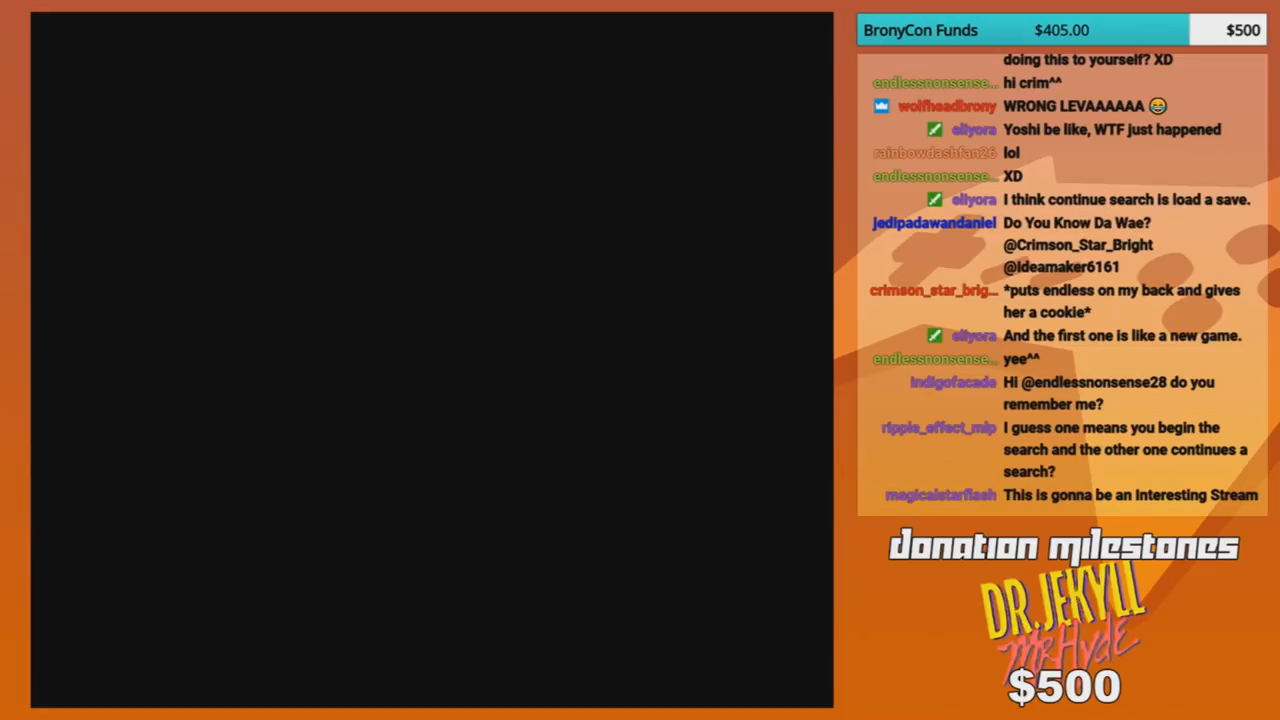 BronyCon Funds $405.00 $500
doing this to yourself? XD
endlessnonsense... hi crim^^
wolfheadbrony WRONG LEVAAAAAA 😂
eliyora Yoshi be like, WTF just happened
rainbowdashfan26 lol
endlessnonsense... XD
eliyora I think continue search is load a save.
jedipadawandaniel Do You Know Da Wae?
@Crimson_Star_Bright
@Ideamaker6161
crimson_star_brig... *puts endless on my back and gives
her a cookie*
eliyora And the first one is like a new game.
endlessnonsense... yee^^
indigofacade Hi @endlessnonsense28 do you
remember me?
ripple_effect_mlp I guess one means you begin the
search and the other one continues a
search?
magicalstarflash This is gonna be an Interesting Stream
donation milestones
DR. JEKYLL
Mr Hyde
$500